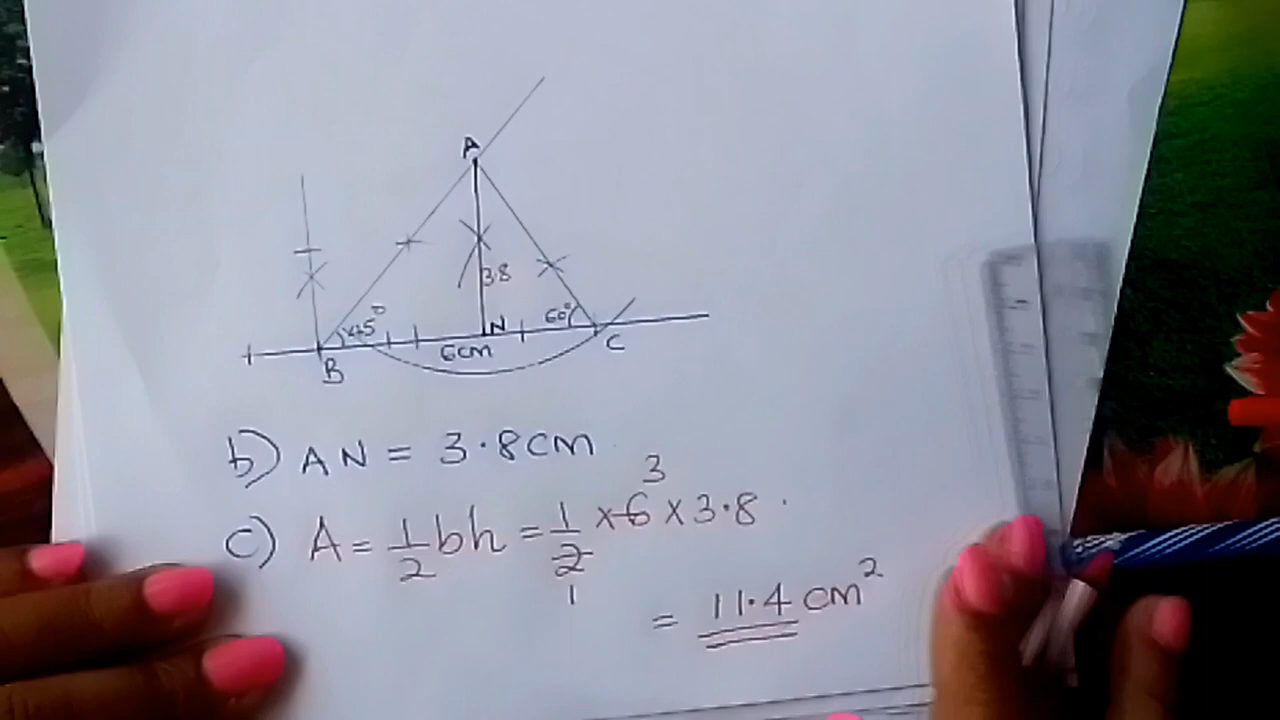 A
3.8
45°
N
60°
6cm
B
C
b) AN = 3.8cm
3
c) A = 1/2 bh = 1/2 × 6 × 3.8
1
= 11.4 cm²